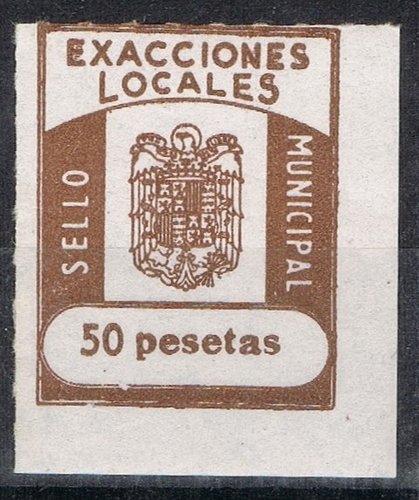 EXACCIONES
LOCALES
SELLO
MUNICIPAL
50 pesetas